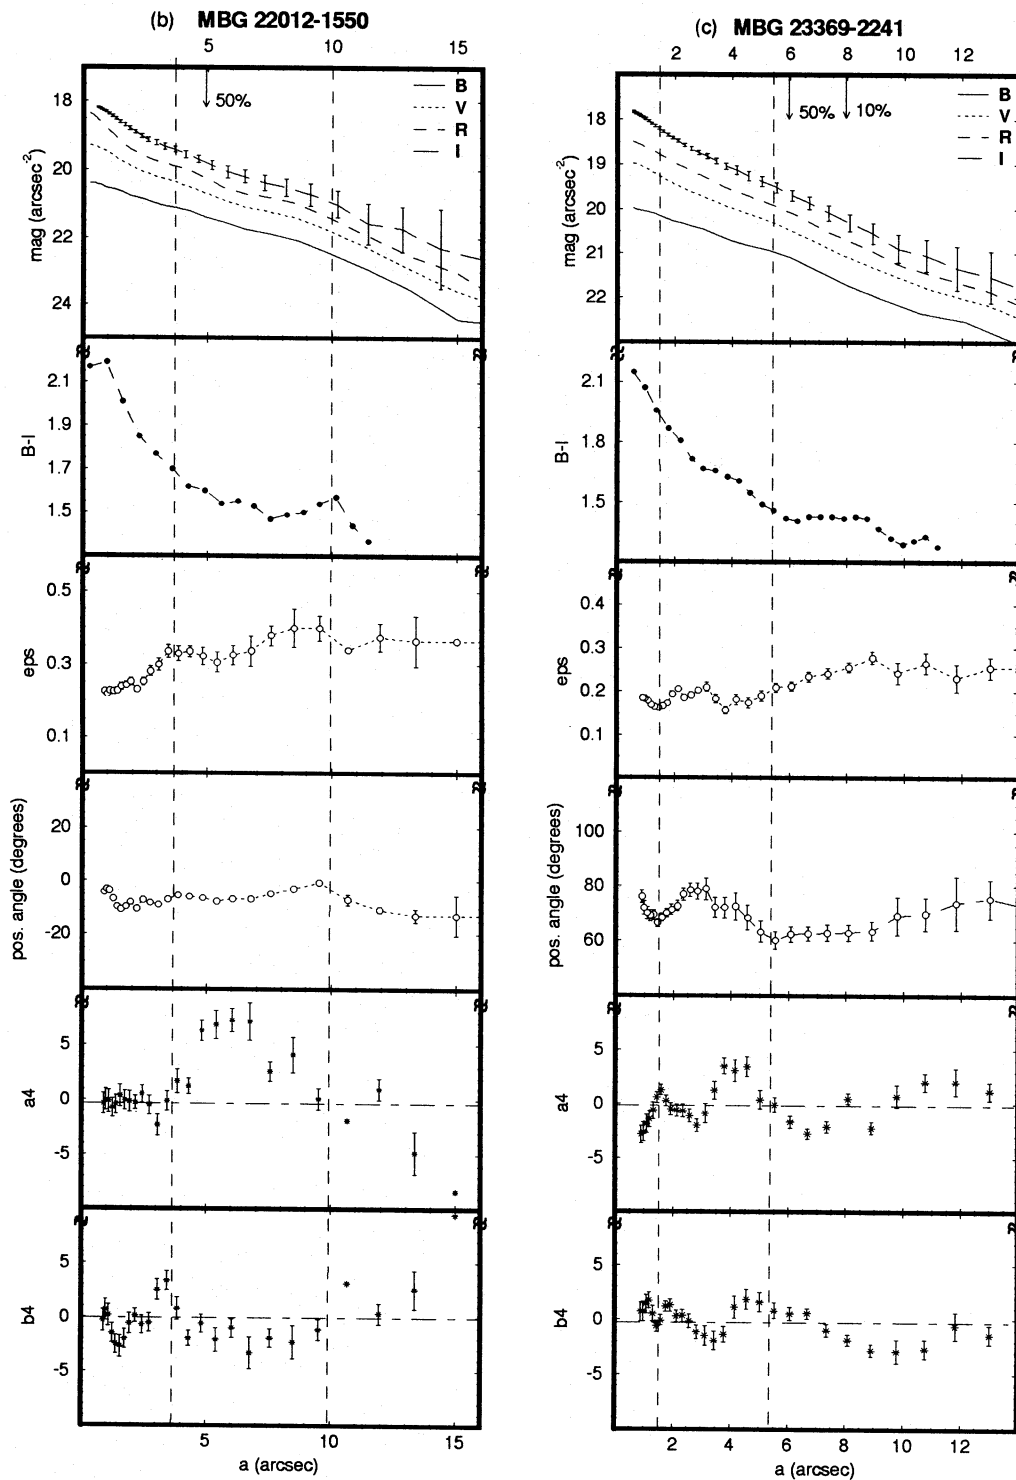 (b) MBG 22012-1550
5 10 15
50%
B
V
R
I
18
20
22
24
mag (arcsec⁻²)
2.1
1.9
1.7
1.5
B-I
0.5
0.3
0.1
eps
20
0
-20
pos. angle (degrees)
5
0
-5
a4
5
0
-5
b4
5 10 15
a (arcsec)
(c) MBG 23369-2241
2 4 6 8 10 12
50% 10%
B
V
R
I
18
19
20
21
22
mag (arcsec⁻²)
2.1
1.8
1.5
B-I
0.4
0.3
0.2
0.1
eps
100
80
60
pos. angle (degrees)
5
0
-5
a4
5
0
-5
b4
2 4 6 8 10 12
a (arcsec)